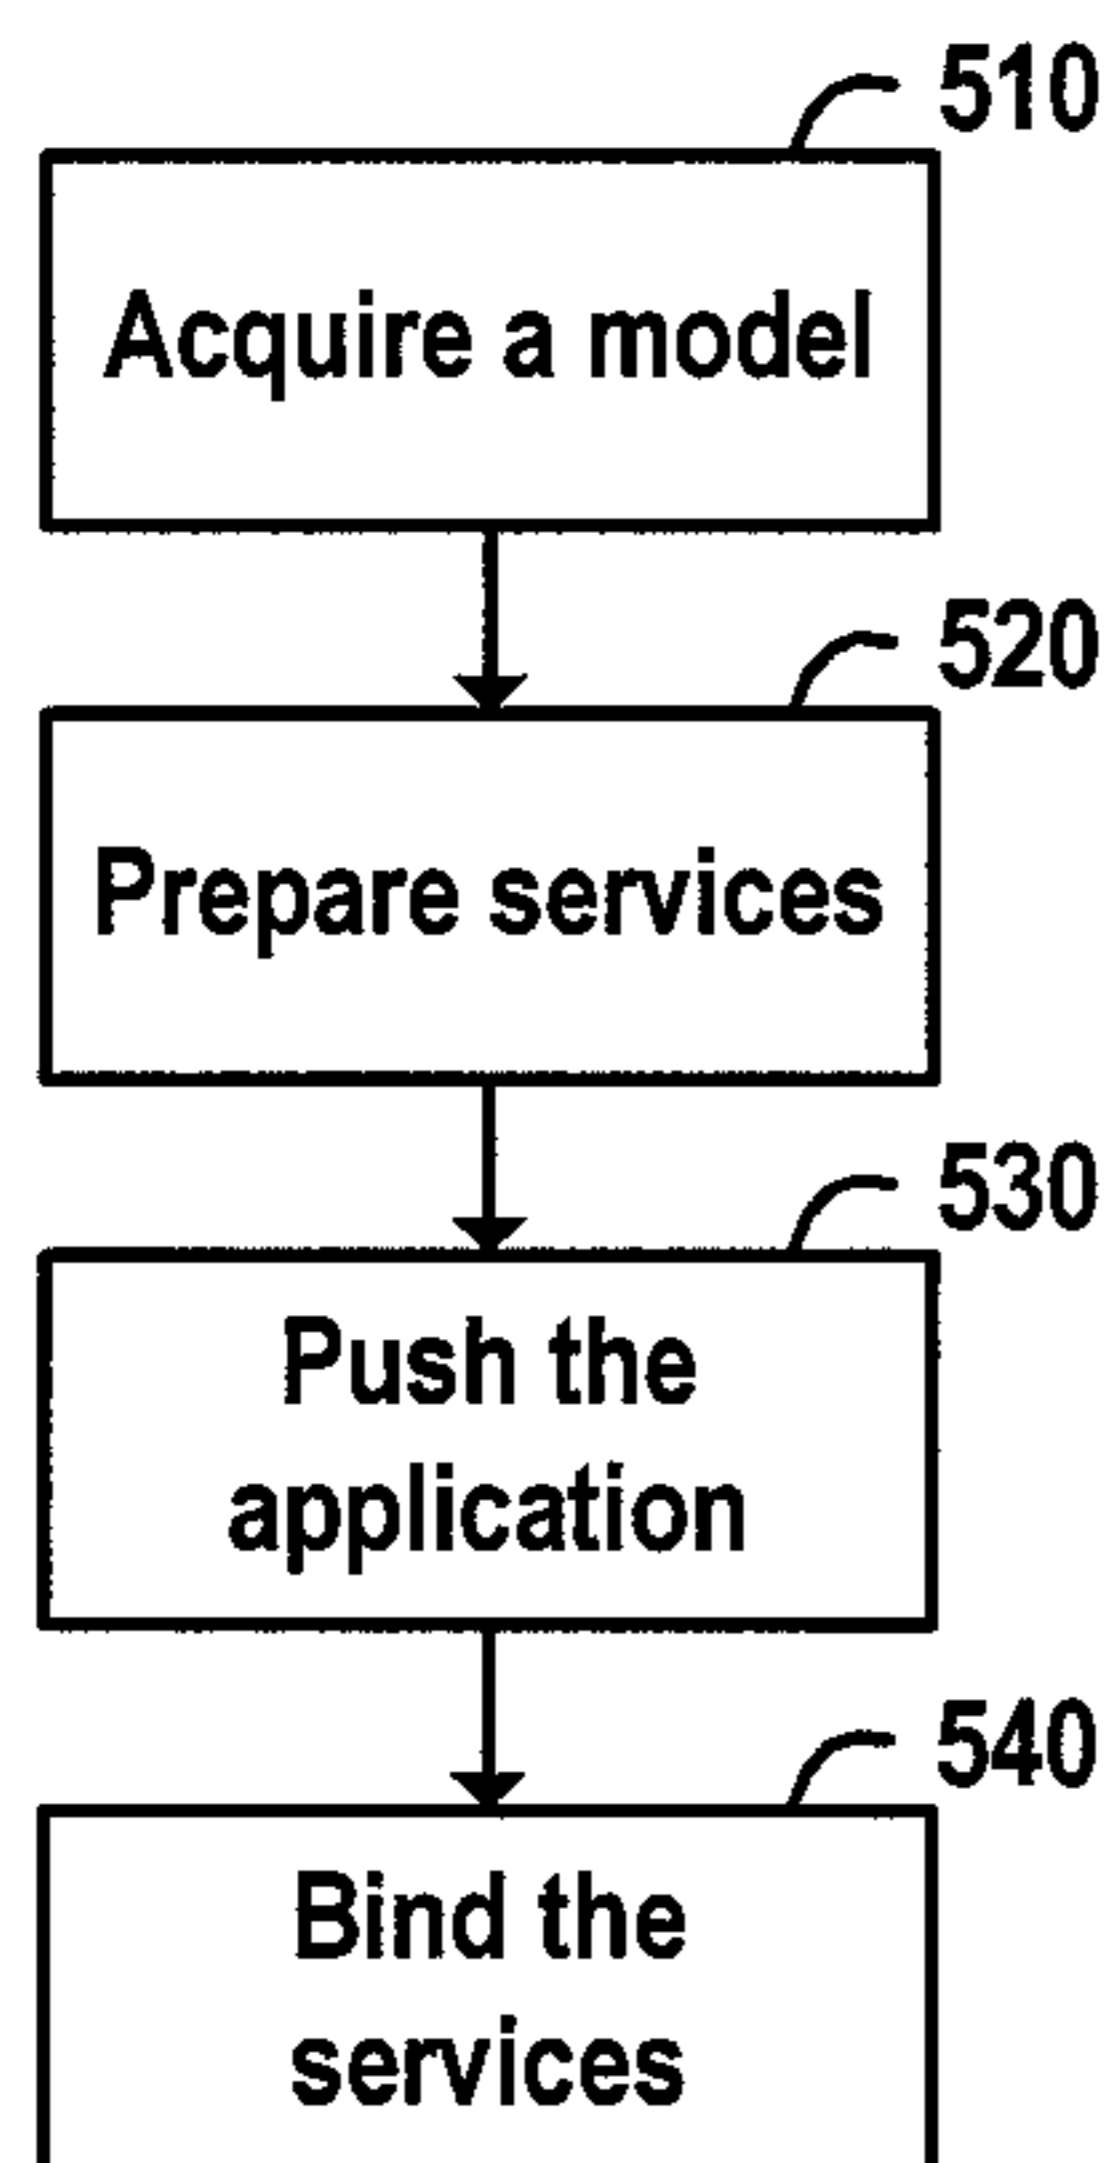 510
Acquire a model
520
Prepare services
530
Push the
application
540
Bind the
services